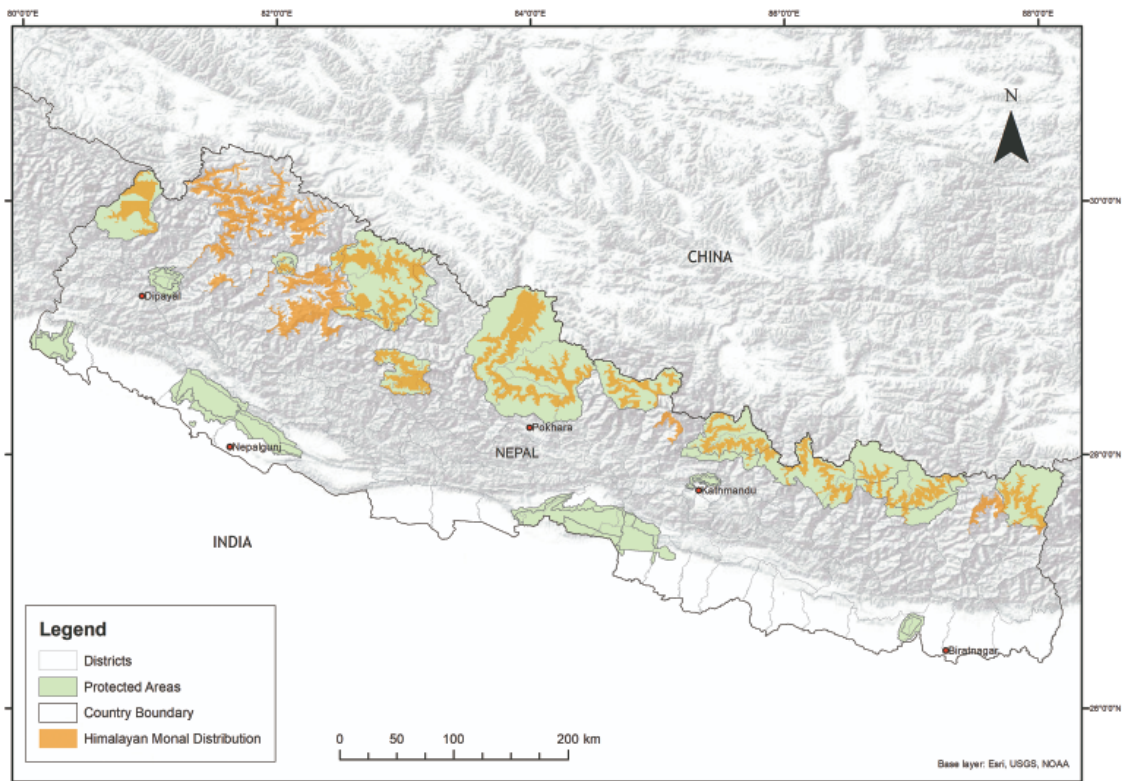 80°0'0"E
82°0'0"E
84°0'0"E
86°0'0"E
88°0'0"E
N
30°0'0"N
CHINA
Dipayal
Pokhara
NEPAL
Nepalgunj
28°0'0"N
Kathmandu
INDIA
Biratnagar
26°0'0"N
Legend
Districts
Protected Areas
Country Boundary
Himalayan Monal Distribution
0 50 100 200 km
Base layer: Esri, USGS, NOAA